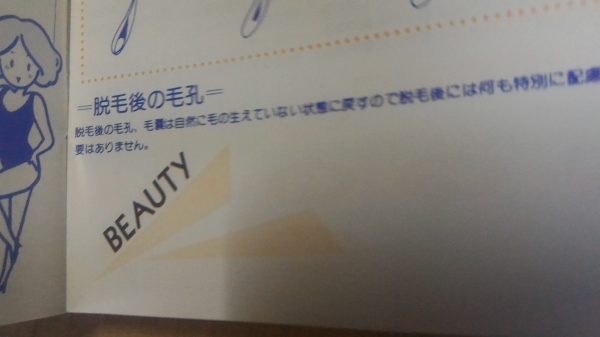 =脱毛後の毛孔=
脱毛後の毛孔、毛嚢は自然に毛の生えていない状態に戻すので脱毛後には何も特別に配慮
要はありません。
BEAUTY